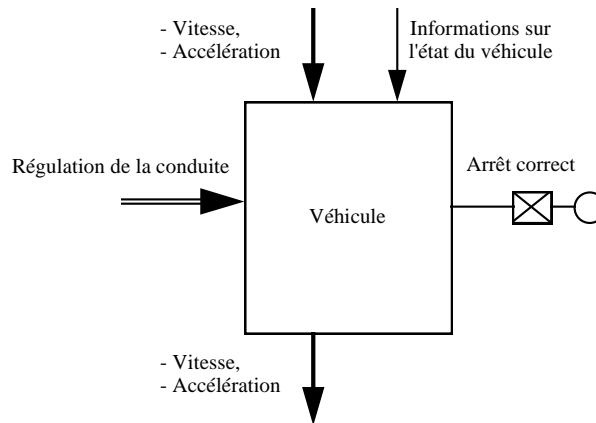 - Vitesse,
- Accélération
Informations sur
l'état du véhicule
Régulation de la conduite
Arrêt correct
Véhicule
- Vitesse,
- Accélération